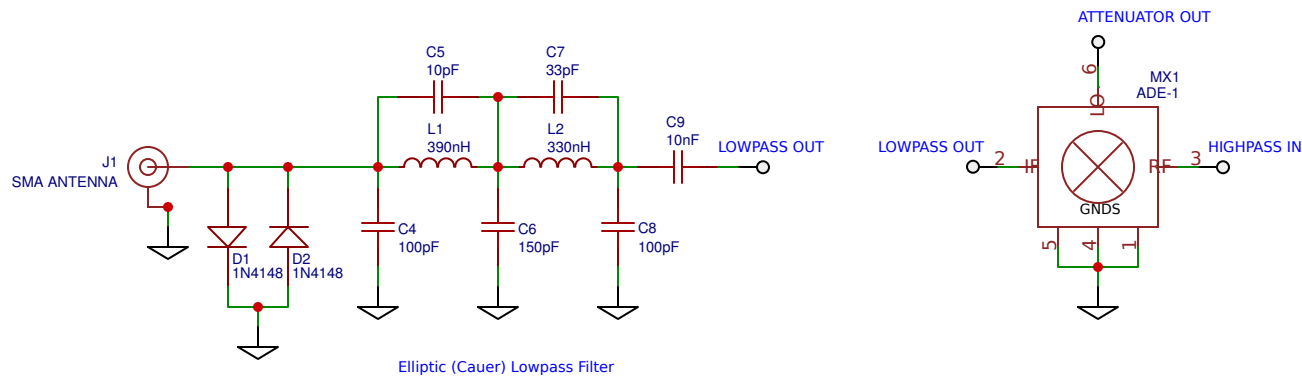 ATTENUATOR OUT
C5
10pF
C7
33pF
6
MX1
ADE-1
LO
L1
390nH
L2
330nH
C9
10nF
LOWPASS OUT
LOWPASS OUT
HIGHPASS IN
J1
SMA ANTENNA
2
IF
RF
3
GNDS
C4
100pF
C6
150pF
C8
100pF
5
4
1
D1
1N4148
D2
1N4148
Elliptic (Cauer) Lowpass Filter